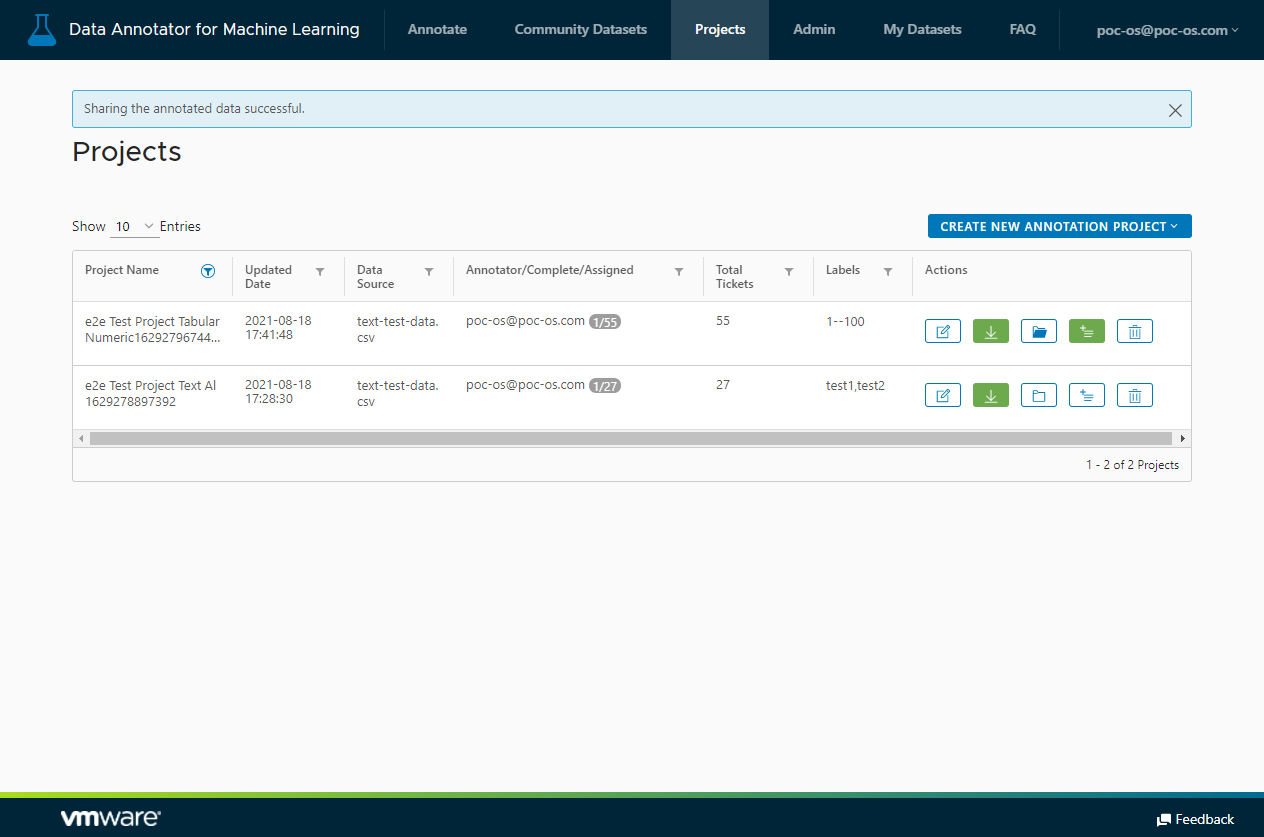 Data Annotator for Machine Learning
Annotate
Community Datasets
Projects
Admin
My Datasets
FAQ
poc-os@poc-os.com
Sharing the annotated data successful.
Projects
Show 10 Entries
CREATE NEW ANNOTATION PROJECT
Project Name
Updated
Date
Data
Source
Annotator/Complete/Assigned
Total
Tickets
Labels
Actions
e2e Test Project Tabular
Numeric16292796744...
2021-08-18
17:41:48
text-test-data.
csv
poc-os@poc-os.com 1/55
55
1--100
e2e Test Project Text Al
1629278897392
2021-08-18
17:28:30
text-test-data.
csv
poc-os@poc-os.com 1/27
27
test1,test2
1 - 2 of 2 Projects
vmware
Feedback